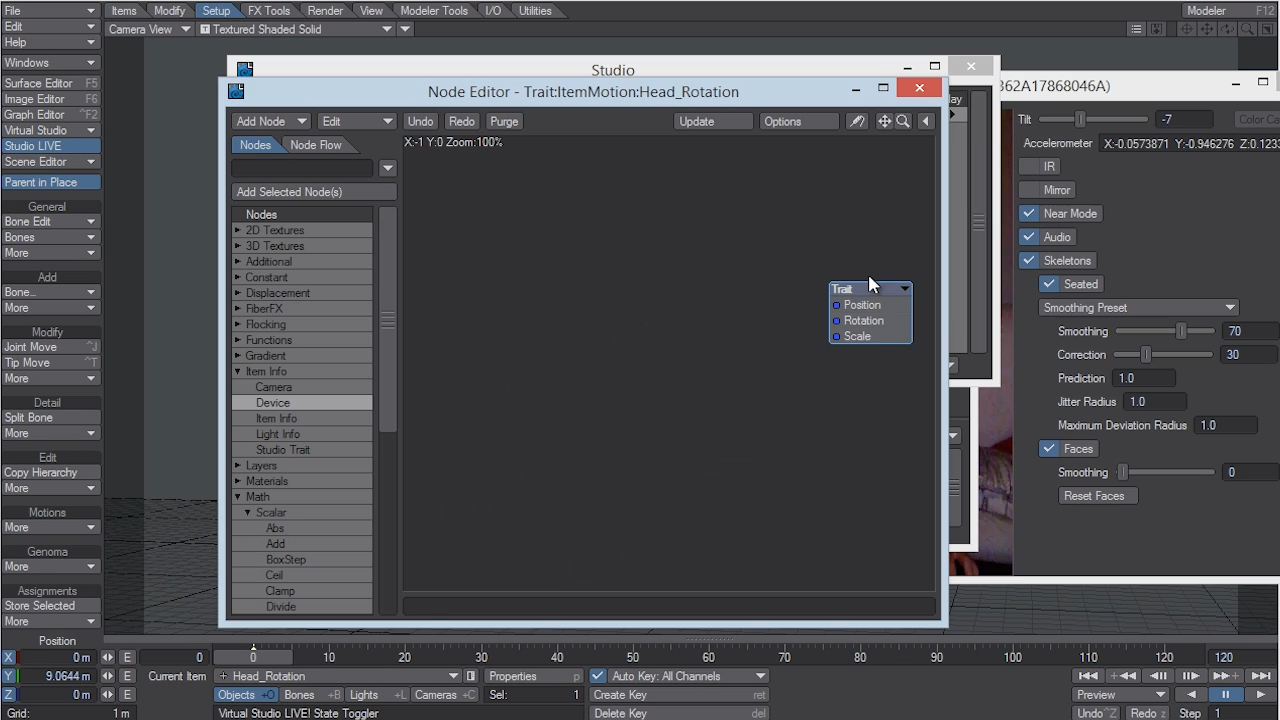 File
Items Modify Setup FX Tools Render View Modeler Tools I/O Utilities Modeler F12
Edit
Camera View Textured Shaded Solid
Help
Windows
Studio
Surface Editor F5
Image Editor F6
Graph Editor ^F2
Virtual Studio
Studio LIVE
Scene Editor
Parent in Place
General
Bone Edit
Bones
More
Add
Bone...
More
Modify
Joint Move ^J
Tip Move ^T
More
Detail
Split Bone
More
Edit
Copy Hierarchy
More
Motions
More
Genoma
More
Assignments
Store Selected
More
Node Editor - Trait:ItemMotion:Head_Rotation
Add Node Edit Undo Redo Purge Update Options
Nodes Node Flow
X:-1 Y:0 Zoom:100%
Add Selected Node(s)
Nodes
2D Textures
3D Textures
Additional
Constant
Displacement
FiberFX
Flocking
Functions
Gradient
Item Info
Camera
Device
Item Info
Light Info
Studio Trait
Layers
Materials
Math
Scalar
Abs
Add
BoxStep
Ceil
Clamp
Divide
Trait
Position
Rotation
Scale
lay
362A17868046A)
Tilt -7 Color Ca
Accelerometer X:-0.0573871 Y:-0.946276 Z:0.123
IR
Mirror
Near Mode
Audio
Skeletons
Seated
Smoothing Preset
Smoothing 70
Correction 30
Prediction 1.0
Jitter Radius 1.0
Maximum Deviation Radius 1.0
Faces
Smoothing 0
Reset Faces
Position
X 0 m E 0 0 10 20 30 40 50 60 70 80 90 100 110 120 120
Y 9.0644 m E Current Item Head_Rotation Properties p Auto Key: All Channels
Z 0 m E Objects +O Bones +B Lights +L Cameras +C Sel: 1 Create Key ret Preview
Grid: 1 m Virtual Studio LIVE! State Toggler Delete Key del Undo ^Z Redo z Step 1